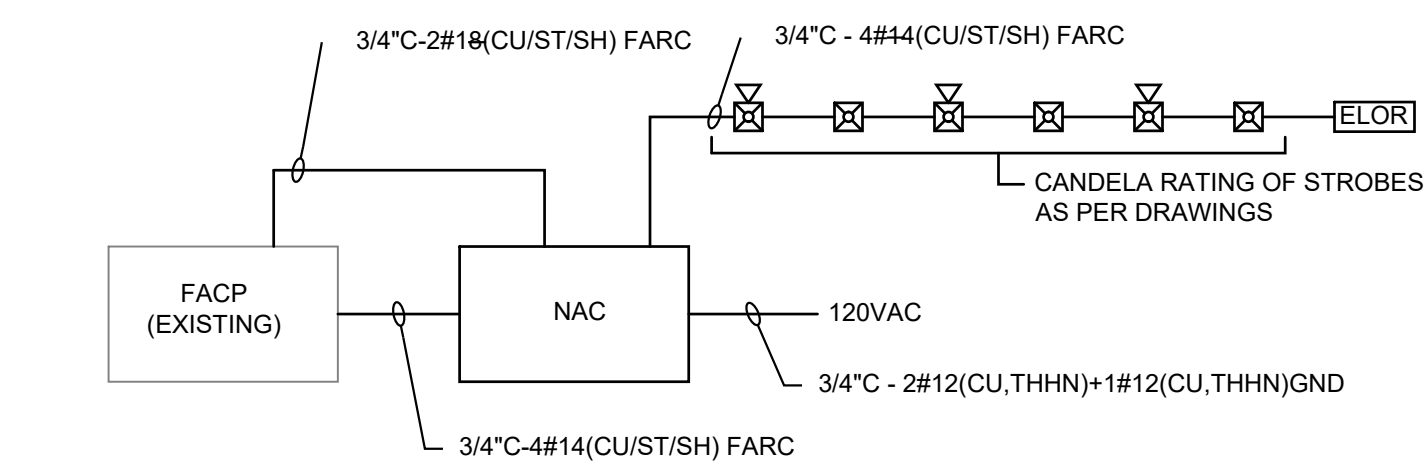 3/4"C-2#18(CU/ST/SH) FARC
3/4"C - 4#14(CU/ST/SH) FARC
ELOR
CANDELA RATING OF STROBES
AS PER DRAWINGS
FACP
(EXISTING)
NAC
120VAC
3/4"C - 2#12(CU,THHN)+1#12(CU,THHN)GND
3/4"C-4#14(CU/ST/SH) FARC